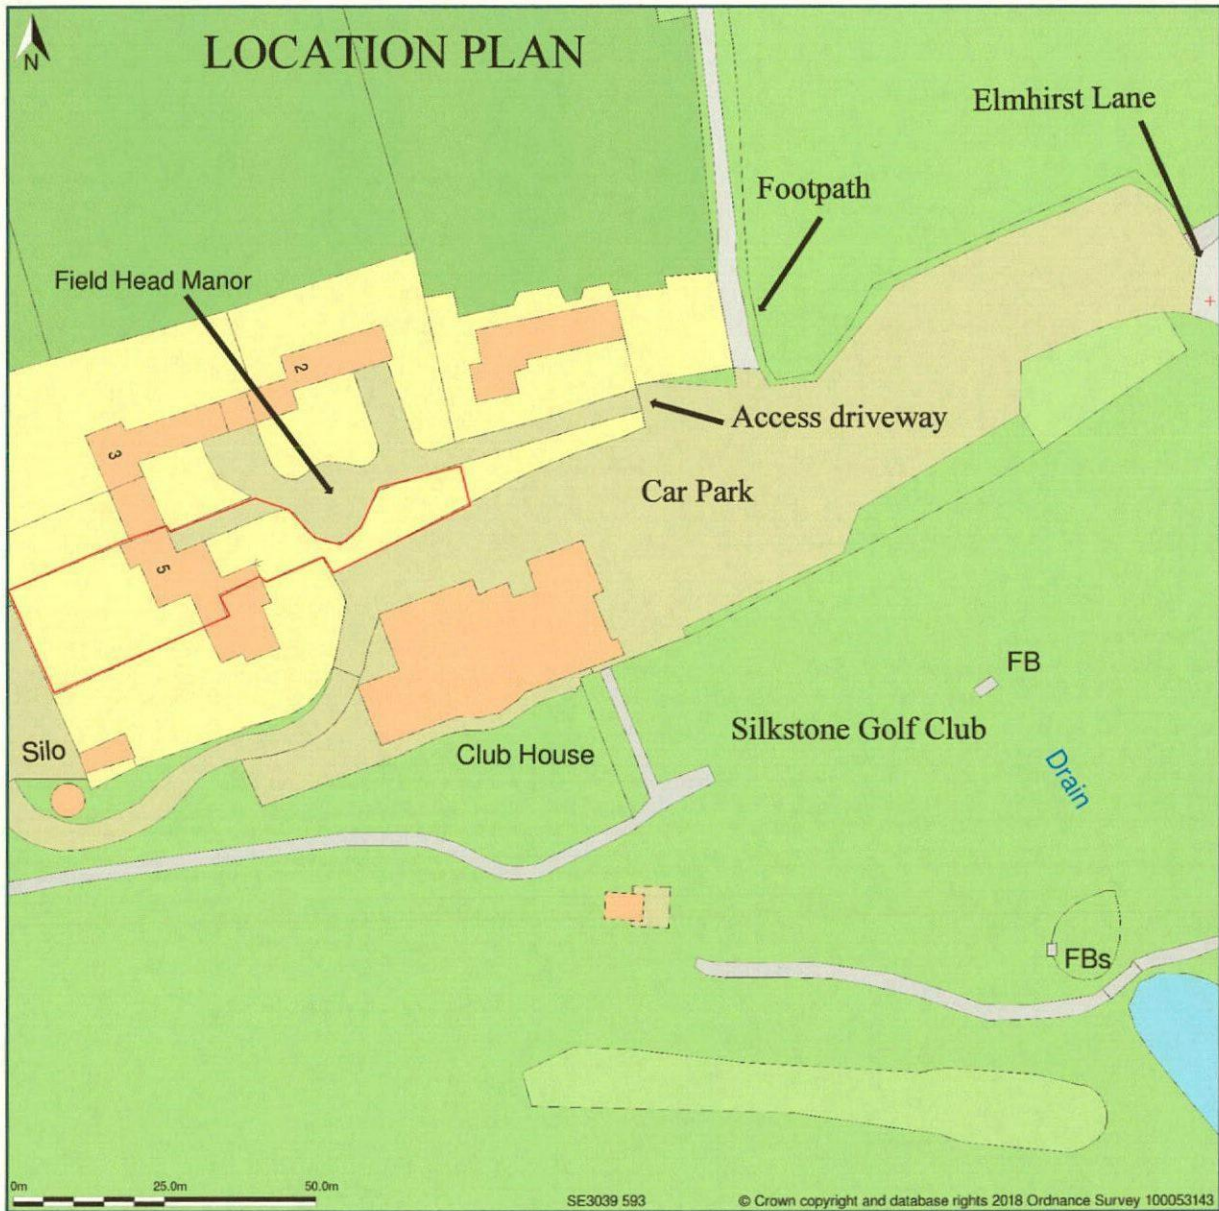 LOCATION PLAN
N
Elmhirst Lane
Footpath
Field Head Manor
2
Access driveway
3
Car Park
5
FB
Silkstone Golf Club
Silo
Club House
Drain
FBs
0m 25.0m 50.0m
SE3039 593
© Crown copyright and database rights 2018 Ordnance Survey 100053143